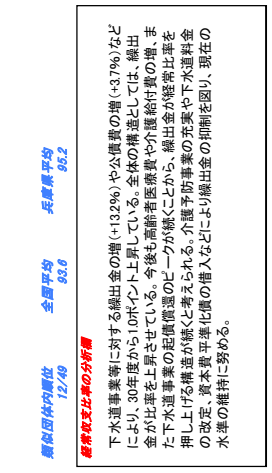 類似団体内順位 全国平均 兵庫県平均
12/49 93.6 95.2
経常収支比率の分析欄
下水道事業等に対する繰出金の増(+13.2%)や公債費の増(+3.7%)など
により、30年度から1.0ポイント上昇している。全体の構造としては、繰出
金が比率を上昇させている。今後も高齢者医療費や介護給付費の増、ま
た下水道事業の起債償還のピークが続くことから、繰出金が経常比率を
押し上げる構造が続くと考えられる。介護予防事業の充実や下水道料金
の改定、資本費平準化債の借入などにより繰出金の抑制を図り、現在の
水準の維持に努める。